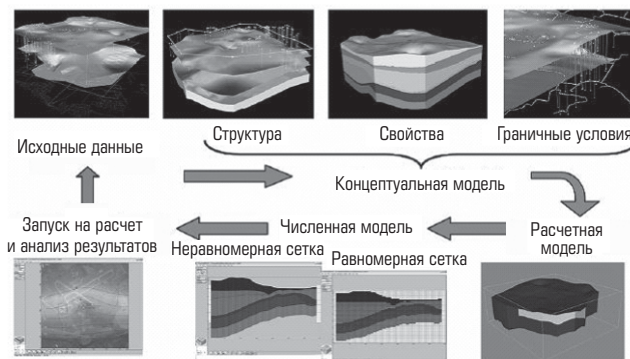 Исходные данные
Структура
Свойства
Граничные условия
Концептуальная модель
Запуск на расчет
и анализ результатов
Численная модель
Неравномерная сетка
Равномерная сетка
Расчетная
модель